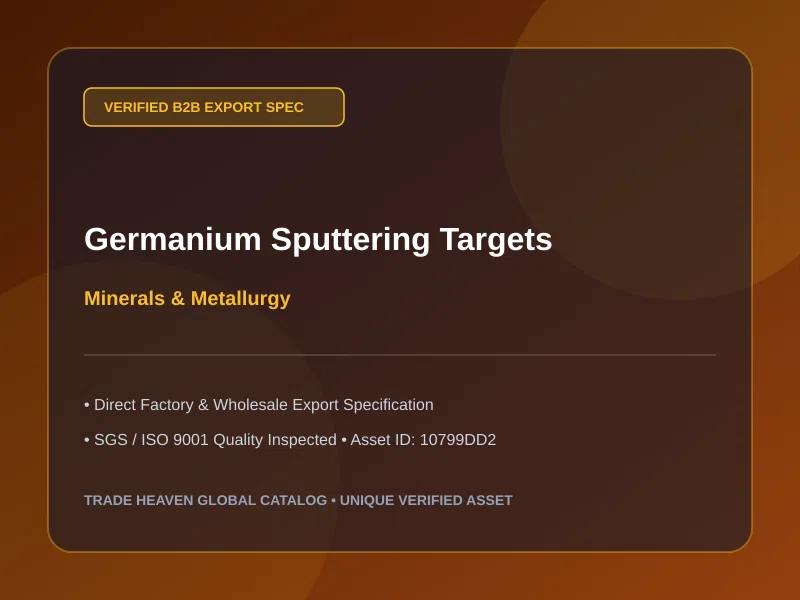 VERIFIED B2B EXPORT SPEC
Germanium Sputtering Targets
Minerals & Metallurgy
• Direct Factory & Wholesale Export Specification
• SGS / ISO 9001 Quality Inspected • Asset ID: 10799DD2
TRADE HEAVEN GLOBAL CATALOG • UNIQUE VERIFIED ASSET